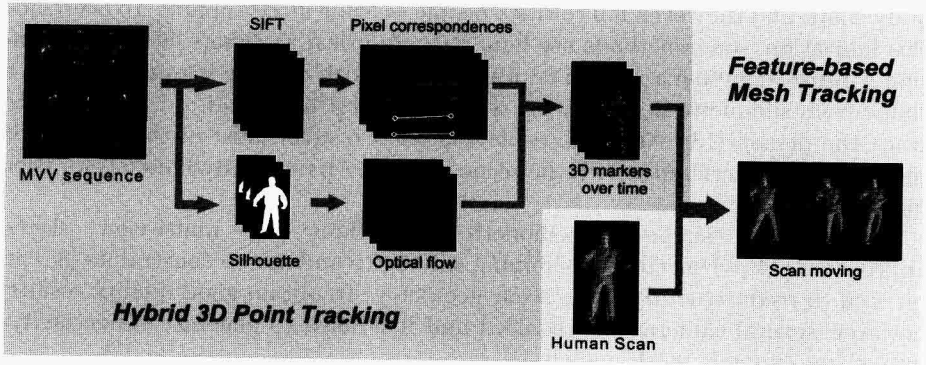 SIFT
Pixel correspondences
Feature-based
Mesh Tracking
MVV sequence
3D markers
over time
Silhouette
Optical flow
Scan moving
Hybrid 3D Point Tracking
Human Scan